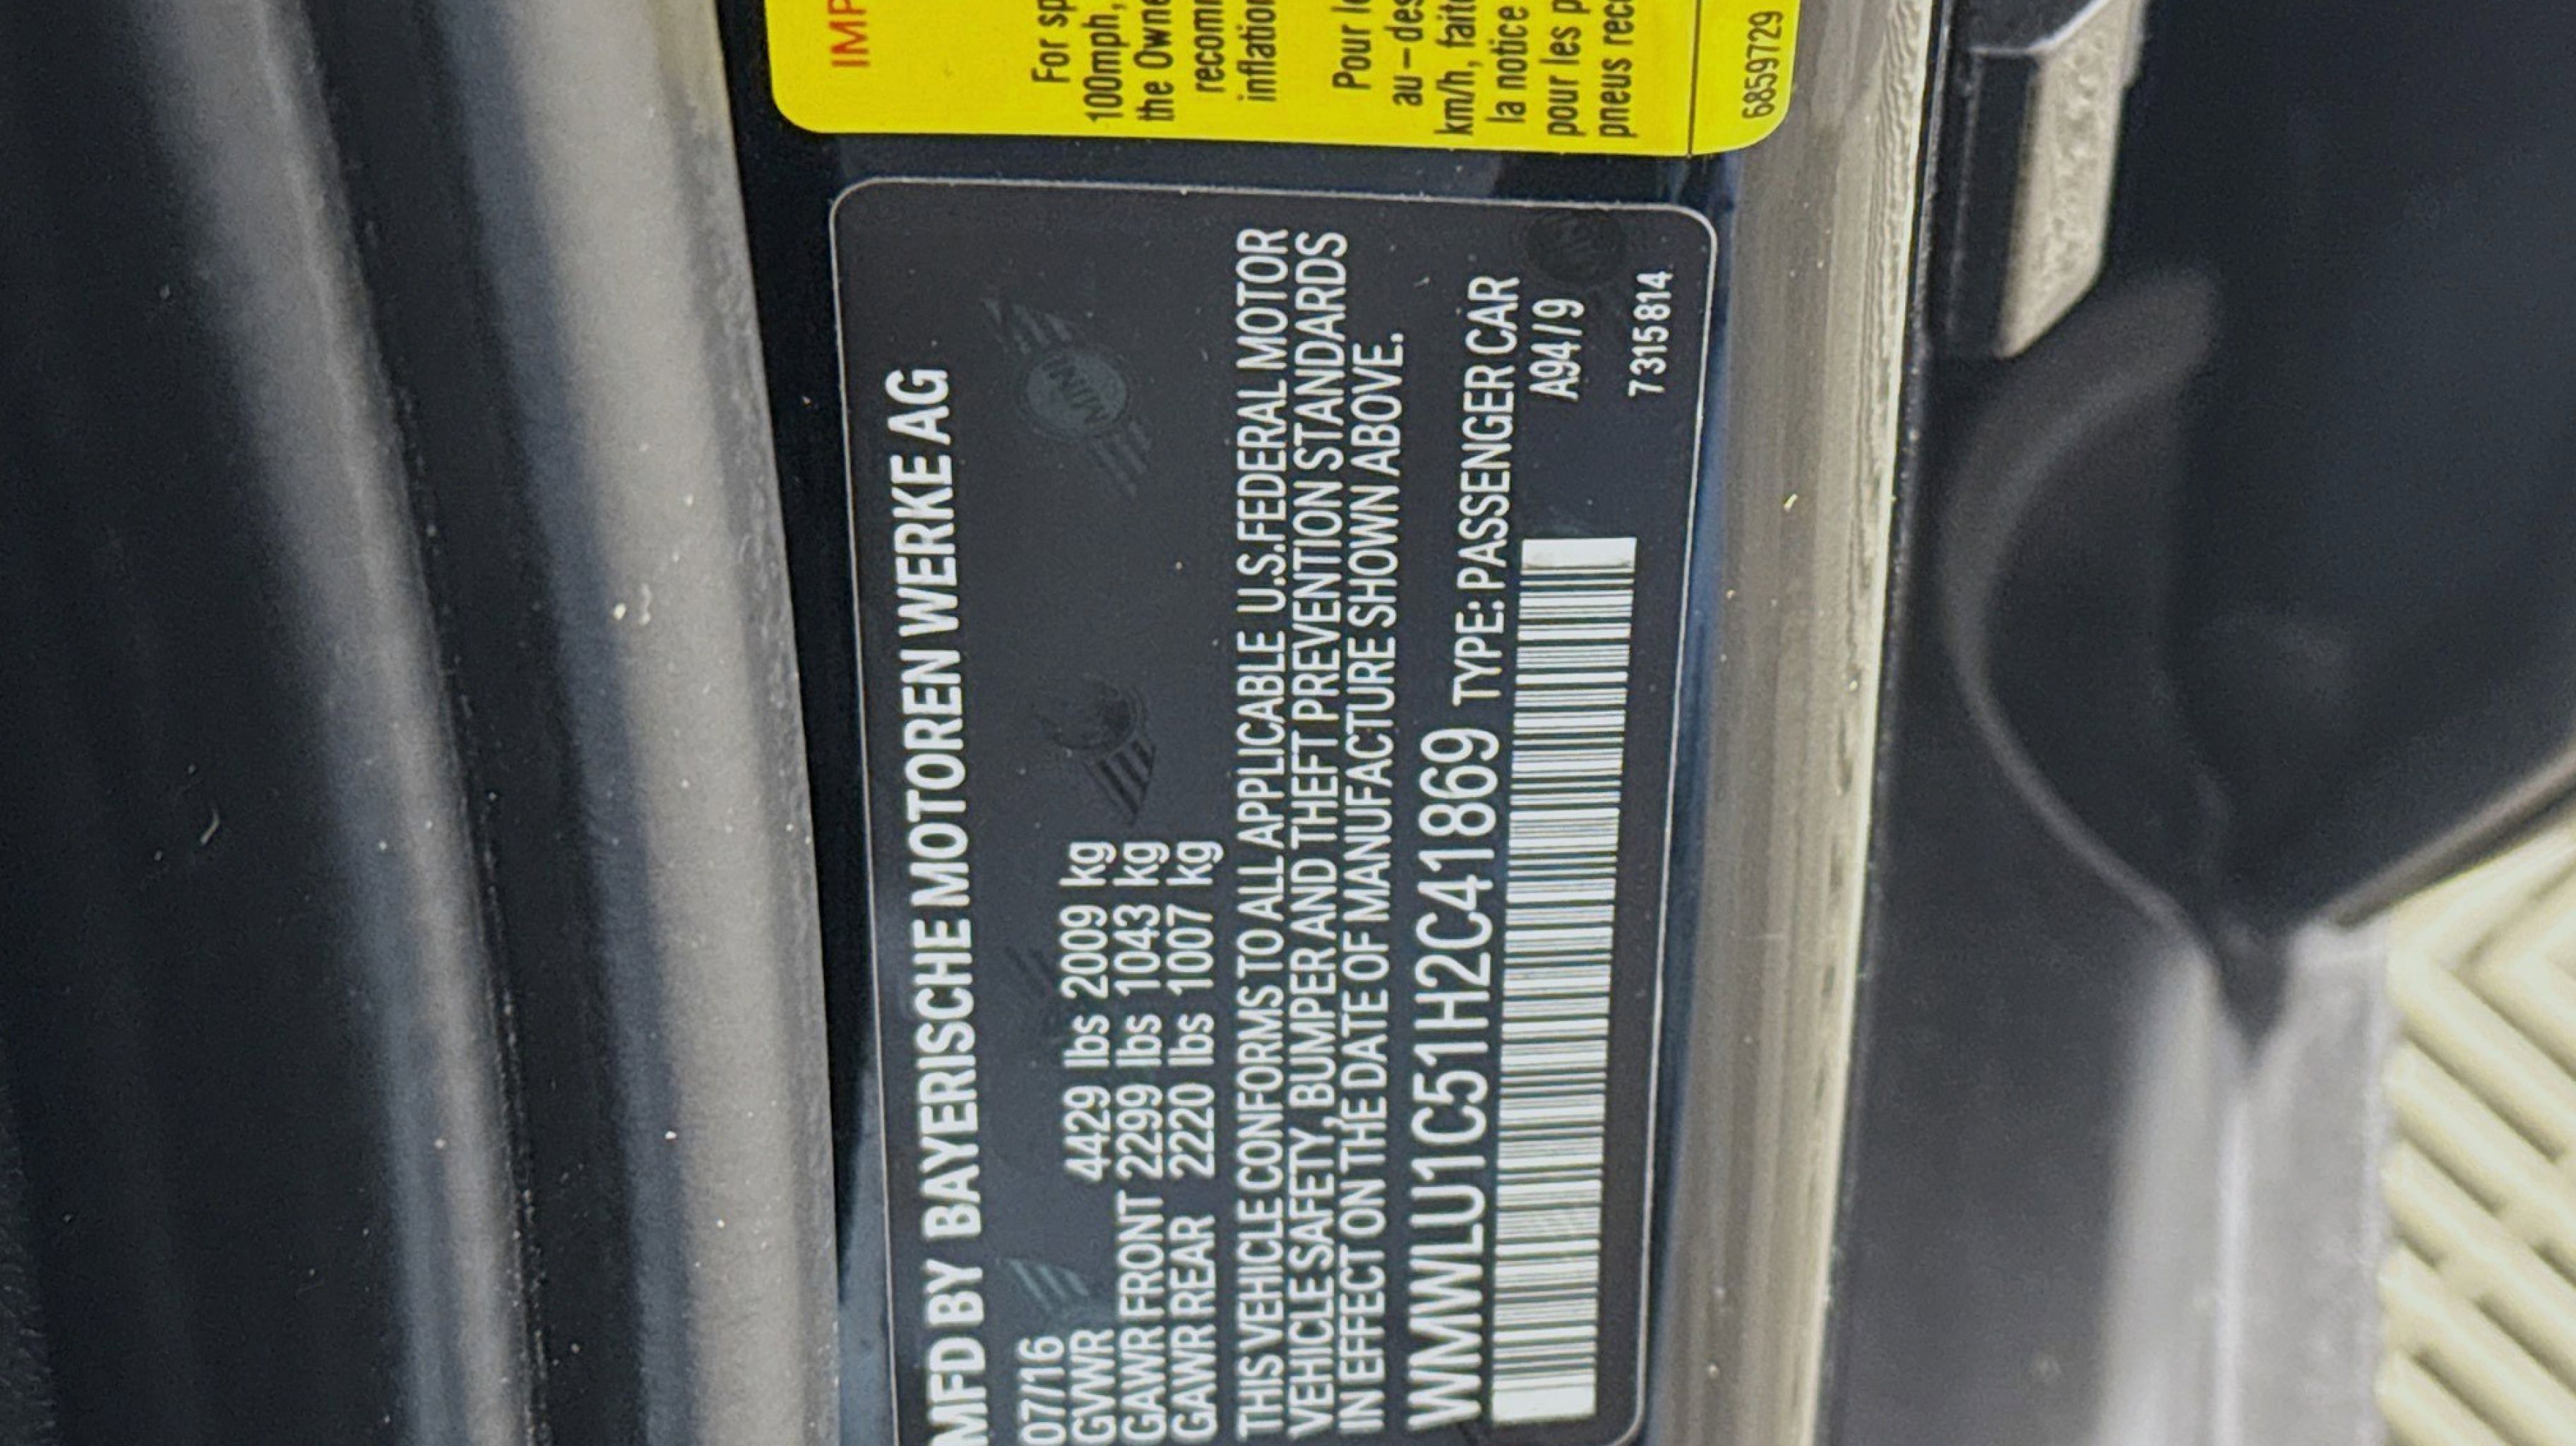 MFD BY BAYERISCHE MOTOREN WERKE AG
07/16
GVWR 4429 lbs 2009 kg
GAWR FRONT 2299 lbs 1043 kg
GAWR REAR 2220 lbs 1007 kg
THIS VEHICLE CONFORMS TO ALL APPLICABLE U.S.FEDERAL MOTOR
VEHICLE SAFETY, BUMPER AND THEFT PREVENTION STANDARDS
IN EFFECT ON THE DATE OF MANUFACTURE SHOWN ABOVE.
WMWLU1C51H2C41869 TYPE: PASSENGER CAR
A94/9
7315814
MINI
IMP
For sp
100mph,
the Owne
recom
inflation
Pour le
au-des
km/h, fait
la notice
pour les p
pneus rec
6859729